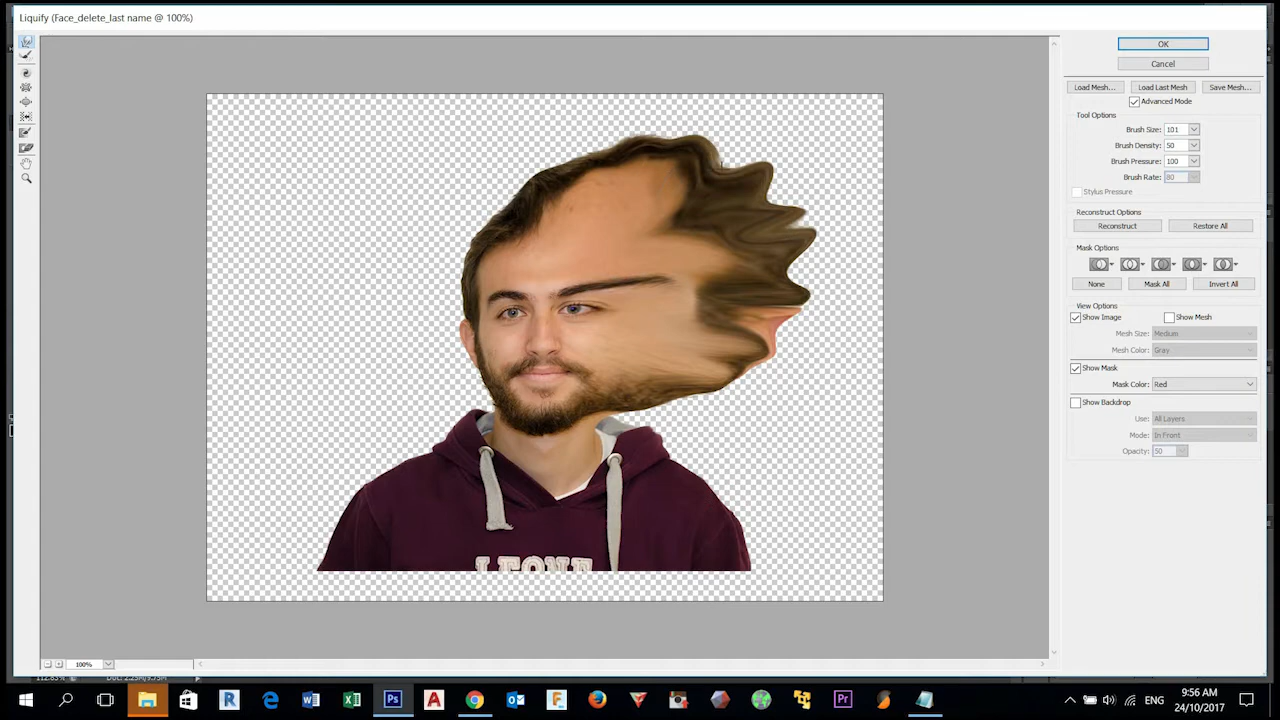 Liquify (Face_delete_last name @ 100%)
OK
Cancel
Load Mesh...
Load Last Mesh
Save Mesh...
Advanced Mode
Tool Options
Brush Size: 101
Brush Density: 50
Brush Pressure: 100
Brush Rate: 80
Stylus Pressure
Reconstruct Options
Reconstruct
Restore All
Mask Options
None
Mask All
Invert All
View Options
Show Image
Show Mesh
Mesh Size: Medium
Mesh Color: Gray
Show Mask
Mask Color: Red
Show Backdrop
Use: All Layers
Mode: In Front
Opacity: 50
LEONE
100%
ENG
9:56 AM
24/10/2017